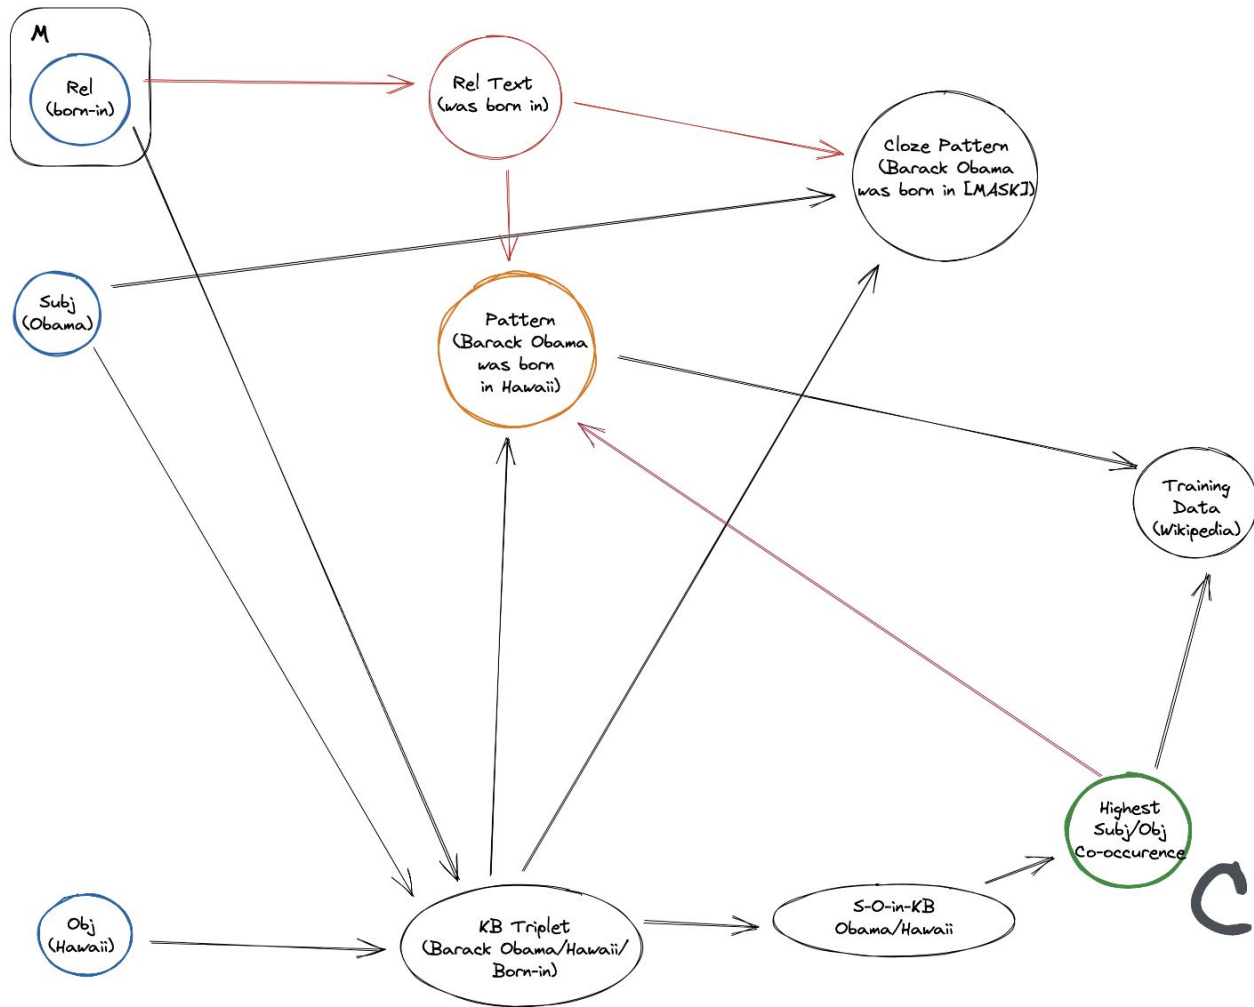 M
Rel
(born-in)
Rel Text
(was born in)
Cloze Pattern
(Barack Obama
was born in [MASK])
Subj
(Obama)
Pattern
(Barack Obama
was born
in Hawaii)
Training
Data
(Wikipedia)
Highest
Subj/Obj
Co-occurence
C
Obj
(Hawaii)
KB Triplet
(Barack Obama/Hawaii/
Born-in)
S-O-in-KB
Obama/Hawaii